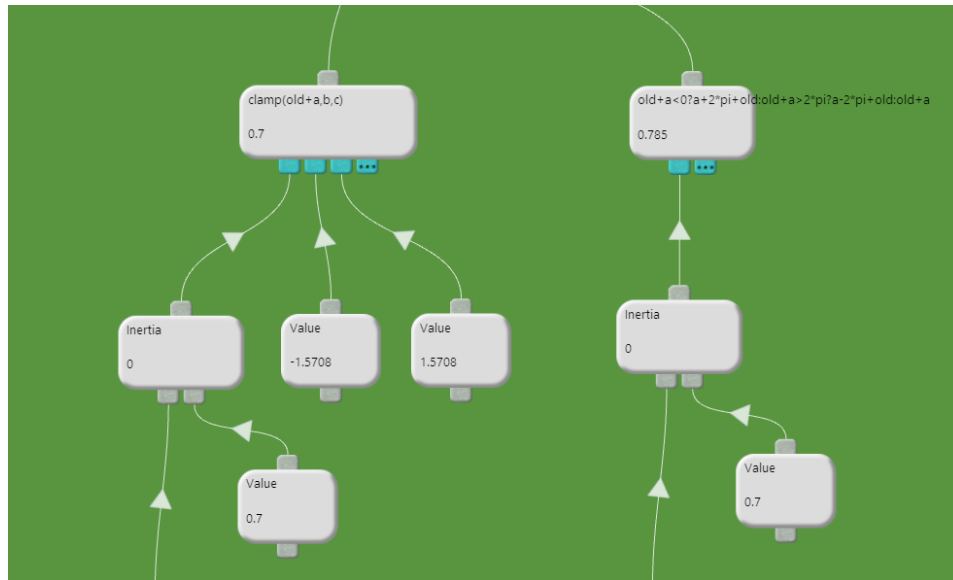 clamp(old+a,b,c)
0.7
old+a<0?a+2*pi+old:old+a>2*pi?a-2*pi+old:old+a
0.785
Inertia
0
Value
-1.5708
Value
1.5708
Inertia
0
Value
0.7
Value
0.7